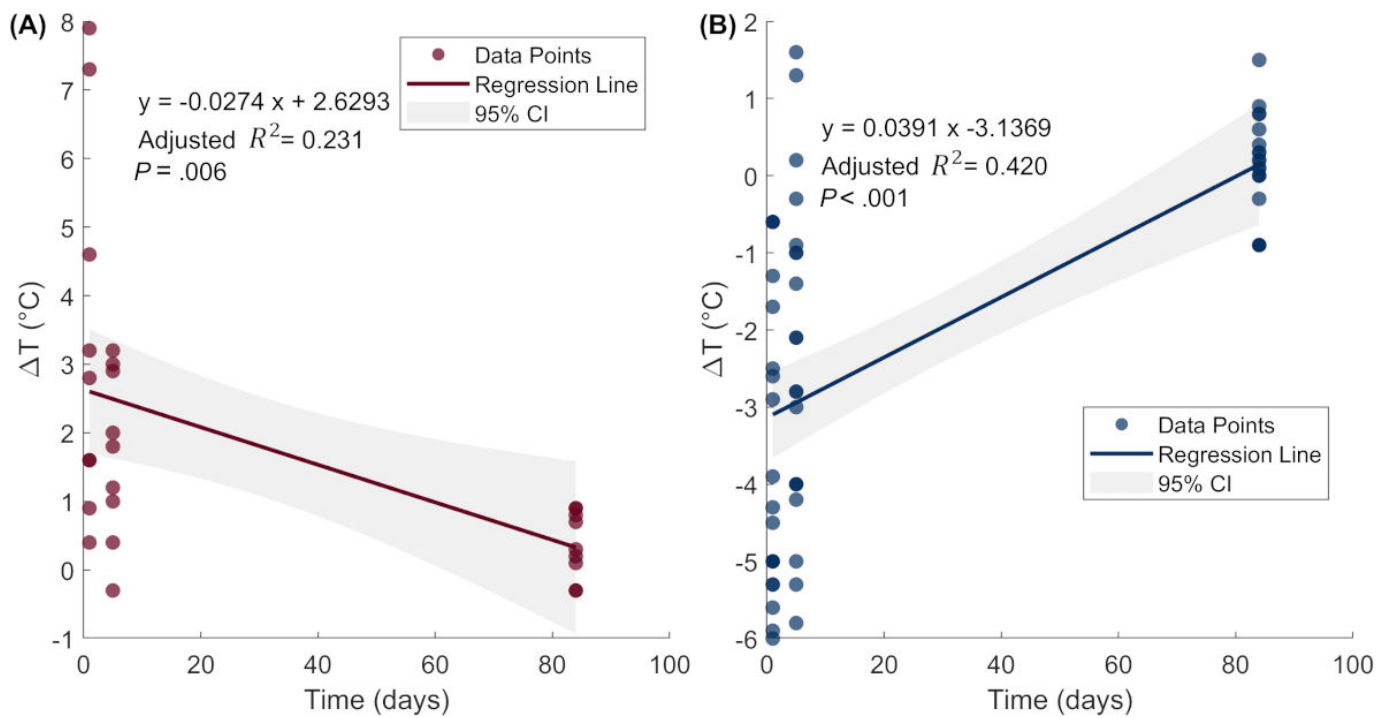 (A)
8
7
6
5
4
3
2
1
0
-1
ΔT (°C)
0 20 40 60 80 100
Time (days)
Data Points
Regression Line
95% CI
y = -0.0274 x + 2.6293
Adjusted R² = 0.231
P = .006
(B)
2
1
0
-1
-2
-3
-4
-5
-6
ΔT (°C)
0 20 40 60 80 100
Time (days)
y = 0.0391 x -3.1369
Adjusted R² = 0.420
P < .001
Data Points
Regression Line
95% CI